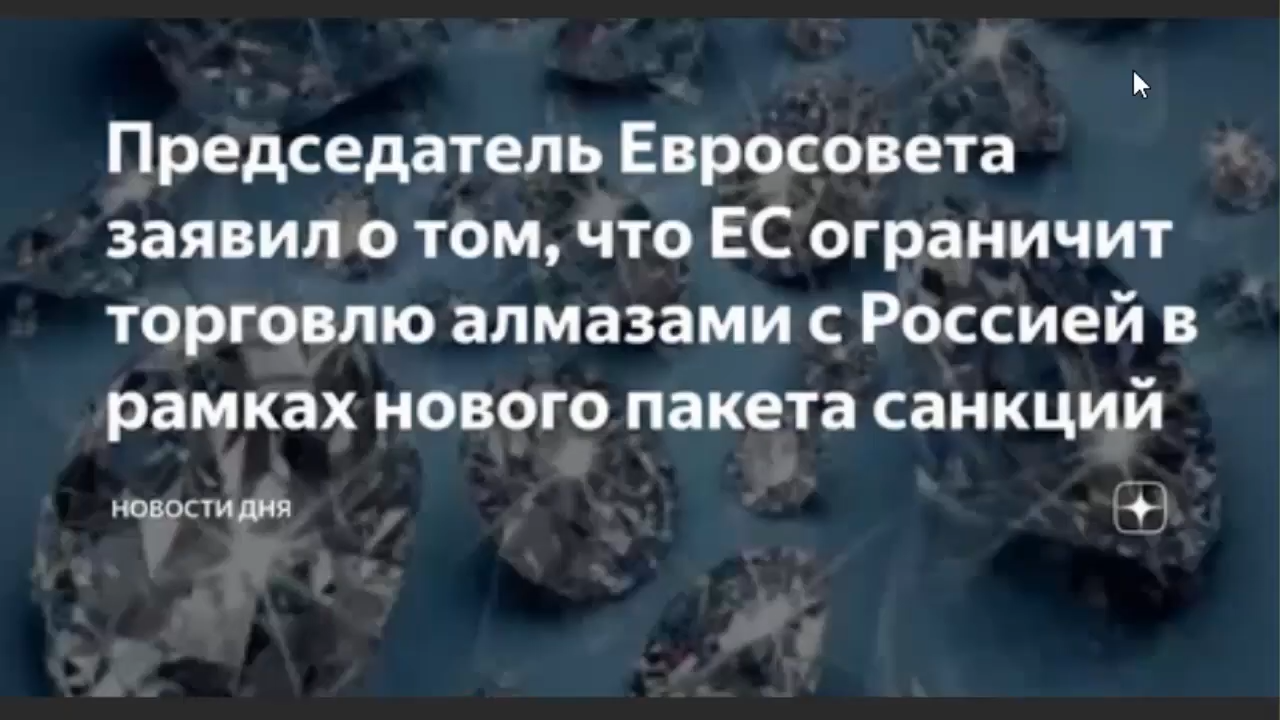 Председатель Евросовета
заявил о том, что ЕС ограничит
торговлю алмазами с Россией в
рамках нового пакета санкций
НОВОСТИ ДНЯ